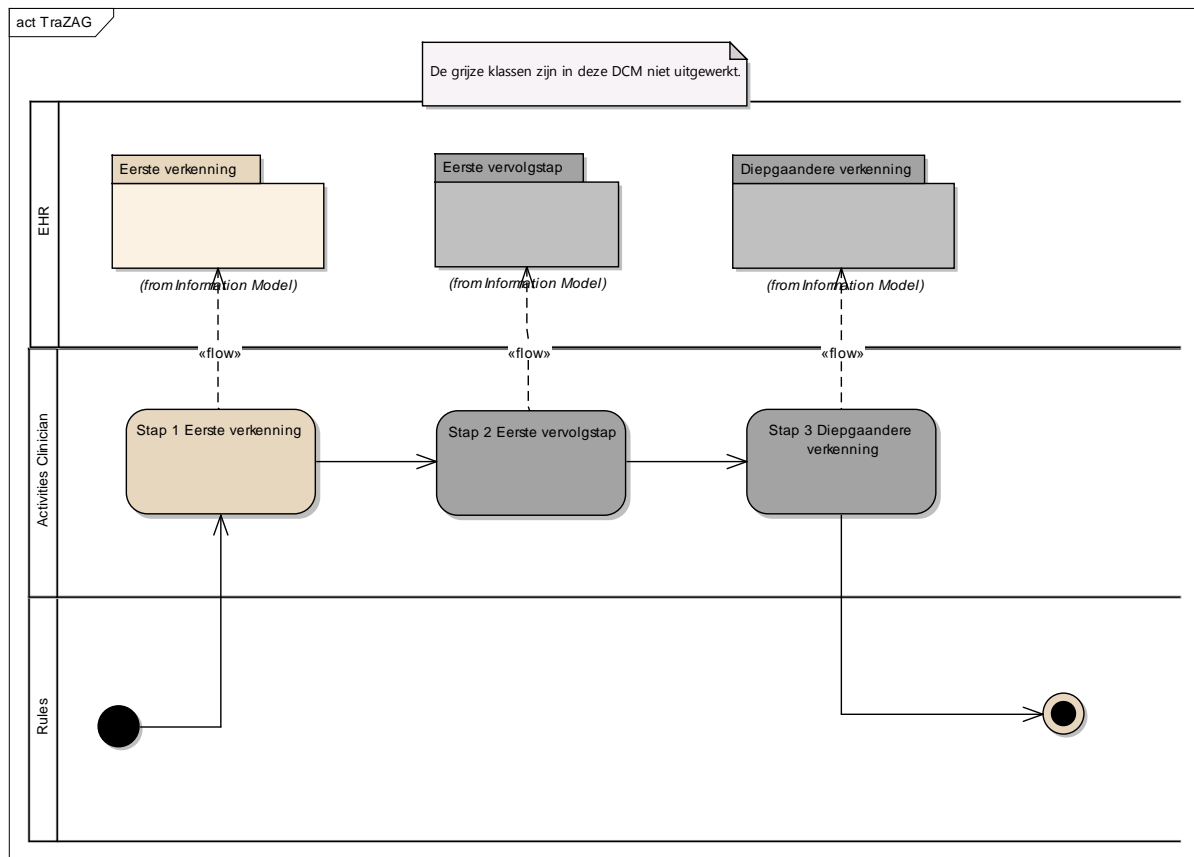 act TraZAG
De grijze klassen zijn in deze DCM niet uitgewerkt.
EHR
Eerste verkenning
(from Information Model)
Eerste vervolgstap
(from Information Model)
Diepgaandere verkenning
(from Information Model)
«flow»
«flow»
«flow»
Activities Clinician
Stap 1 Eerste verkenning
Stap 2 Eerste vervolgstap
Stap 3 Diepgaandere
verkenning
Rules